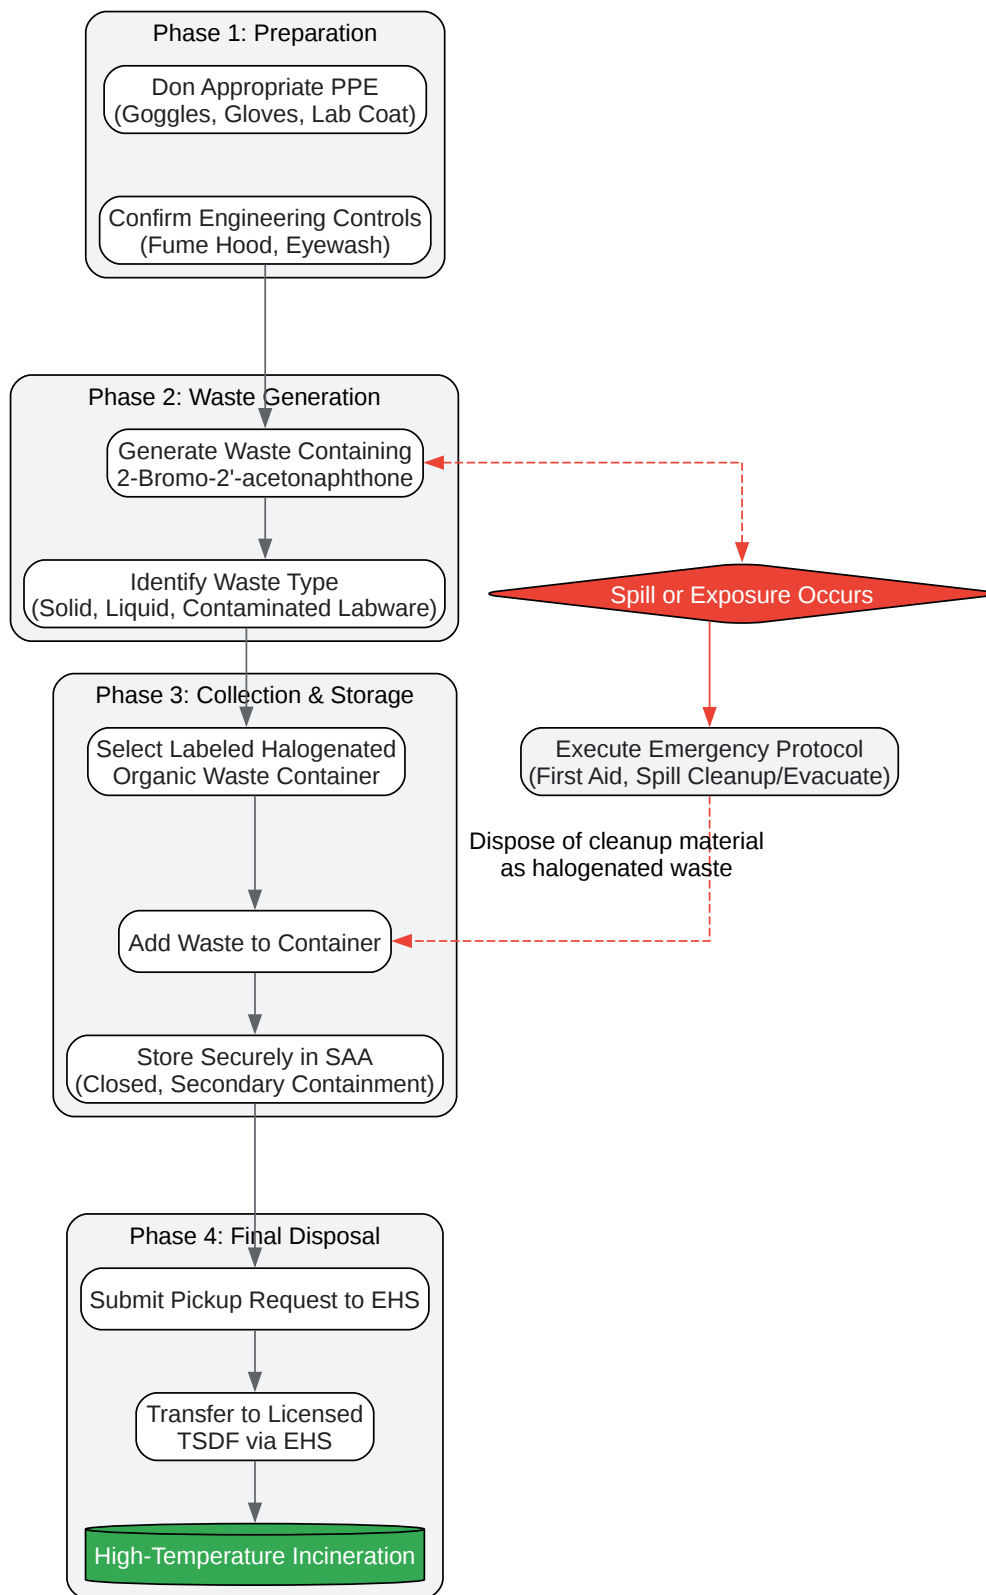 Phase 1: Preparation
Don Appropriate PPE
(Goggles, Gloves, Lab Coat)
Confirm Engineering Controls
(Fume Hood, Eyewash)
Phase 2: Waste Generation
Generate Waste Containing
2-Bromo-2'-acetonaphthone
Identify Waste Type
(Solid, Liquid, Contaminated Labware)
Spill or Exposure Occurs
Phase 3: Collection & Storage
Select Labeled Halogenated
Organic Waste Container
Execute Emergency Protocol
(First Aid, Spill Cleanup/Evacuate)
Dispose of cleanup material
as halogenated waste
Add Waste to Container
Store Securely in SAA
(Closed, Secondary Containment)
Phase 4: Final Disposal
Submit Pickup Request to EHS
Transfer to Licensed
TSDF via EHS
High-Temperature Incineration